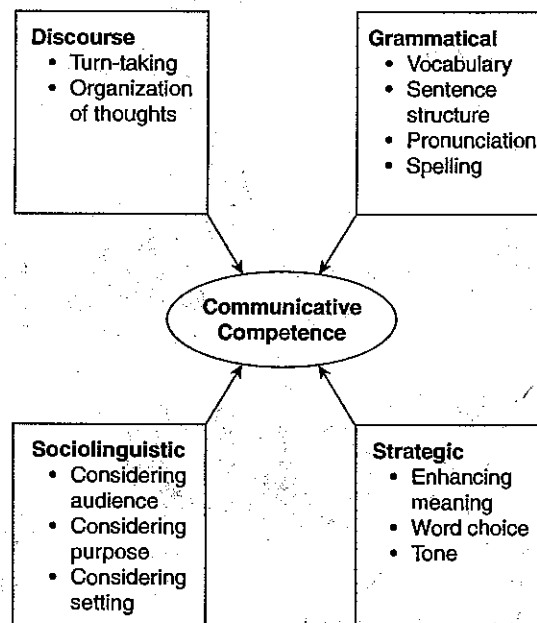 Discourse
• Turn-taking
• Organization
of thoughts
Grammatical
• Vocabulary
• Sentence
structure
• Pronunciation
• Spelling
Communicative
Competence
Sociolinguistic
• Considering
audience
• Considering
purpose
• Considering
setting
Strategic
• Enhancing
meaning
• Word choice
• Tone